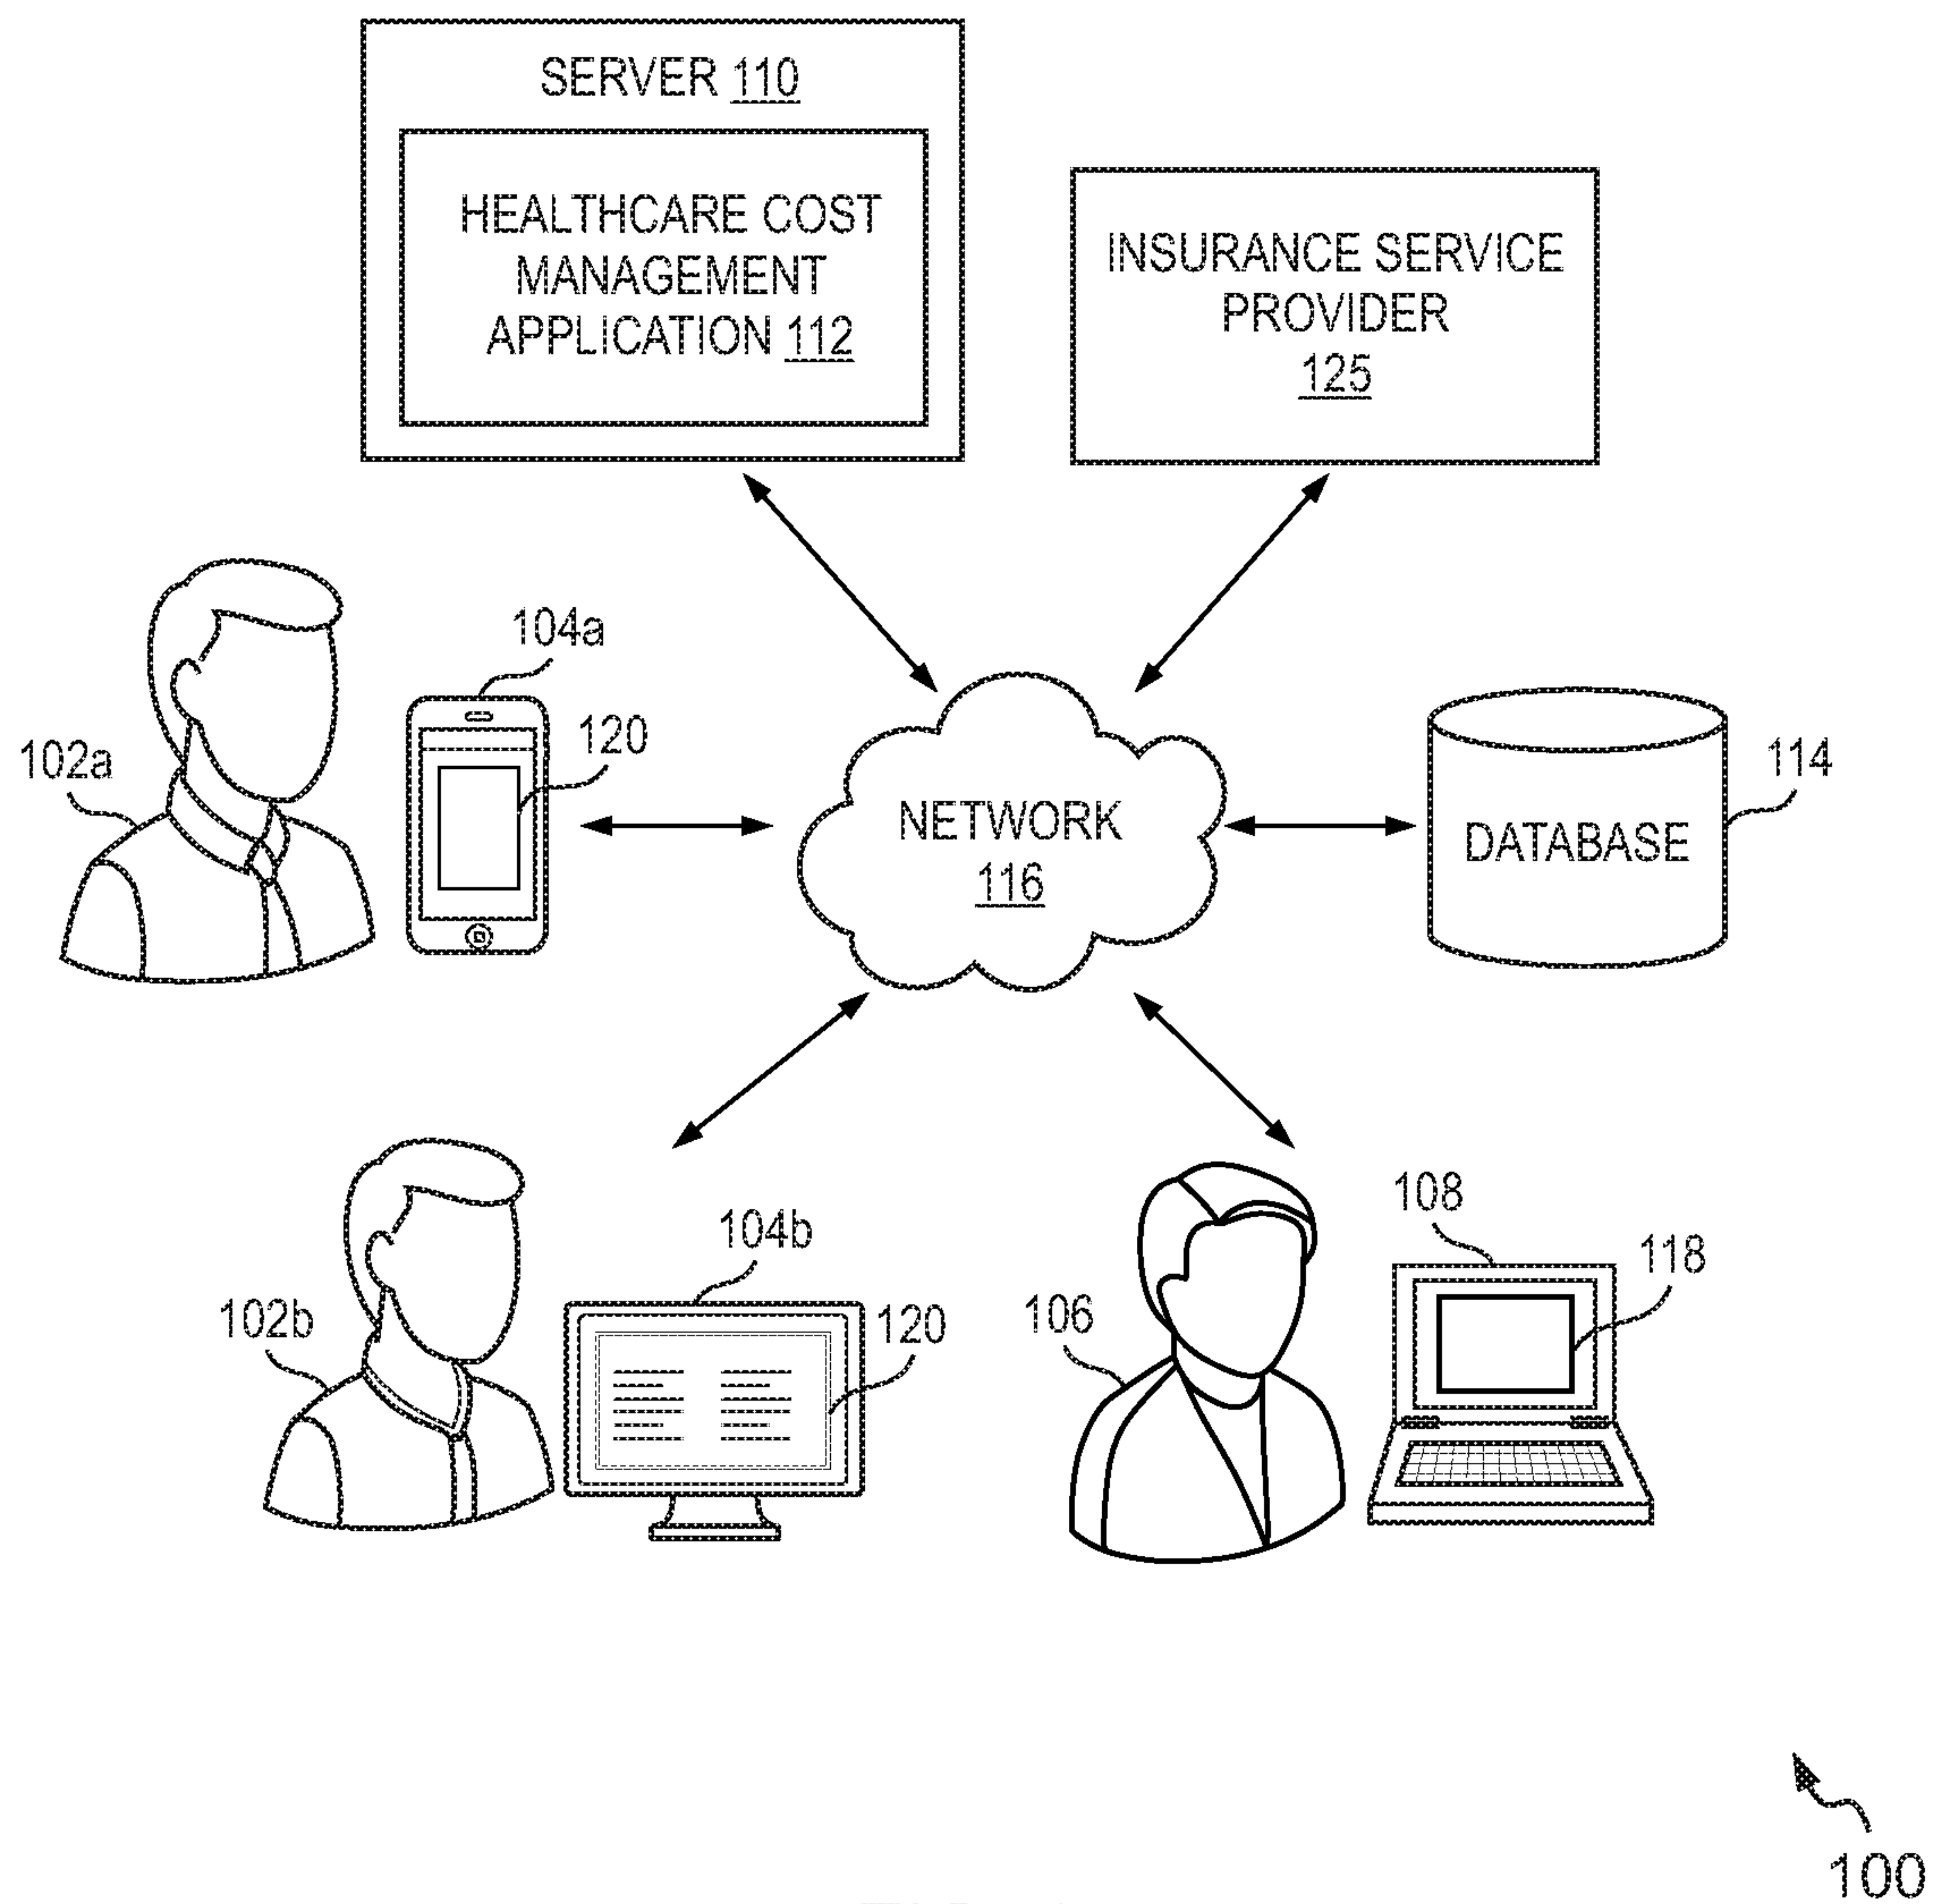 SERVER 110
HEALTHCARE COST
MANAGEMENT
APPLICATION 112
INSURANCE SERVICE
PROVIDER
125
104a
120
102a
NETWORK
116
DATABASE
114
104b
102b
120
106
108
118
100